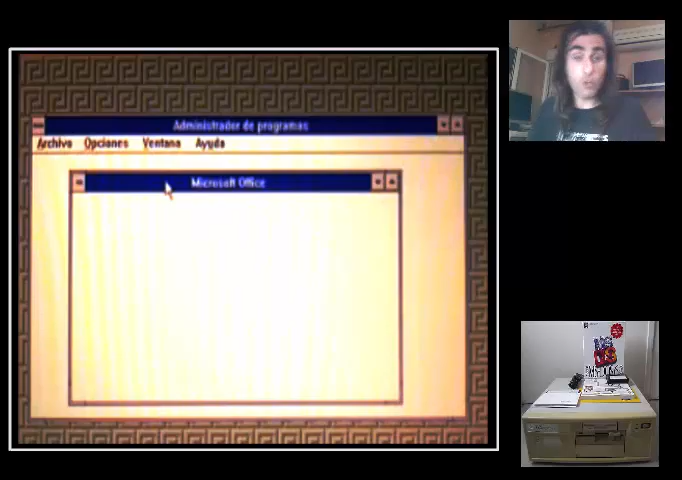 Administrador de programas
Archivo Opciones Ventana Ayuda
Microsoft Office